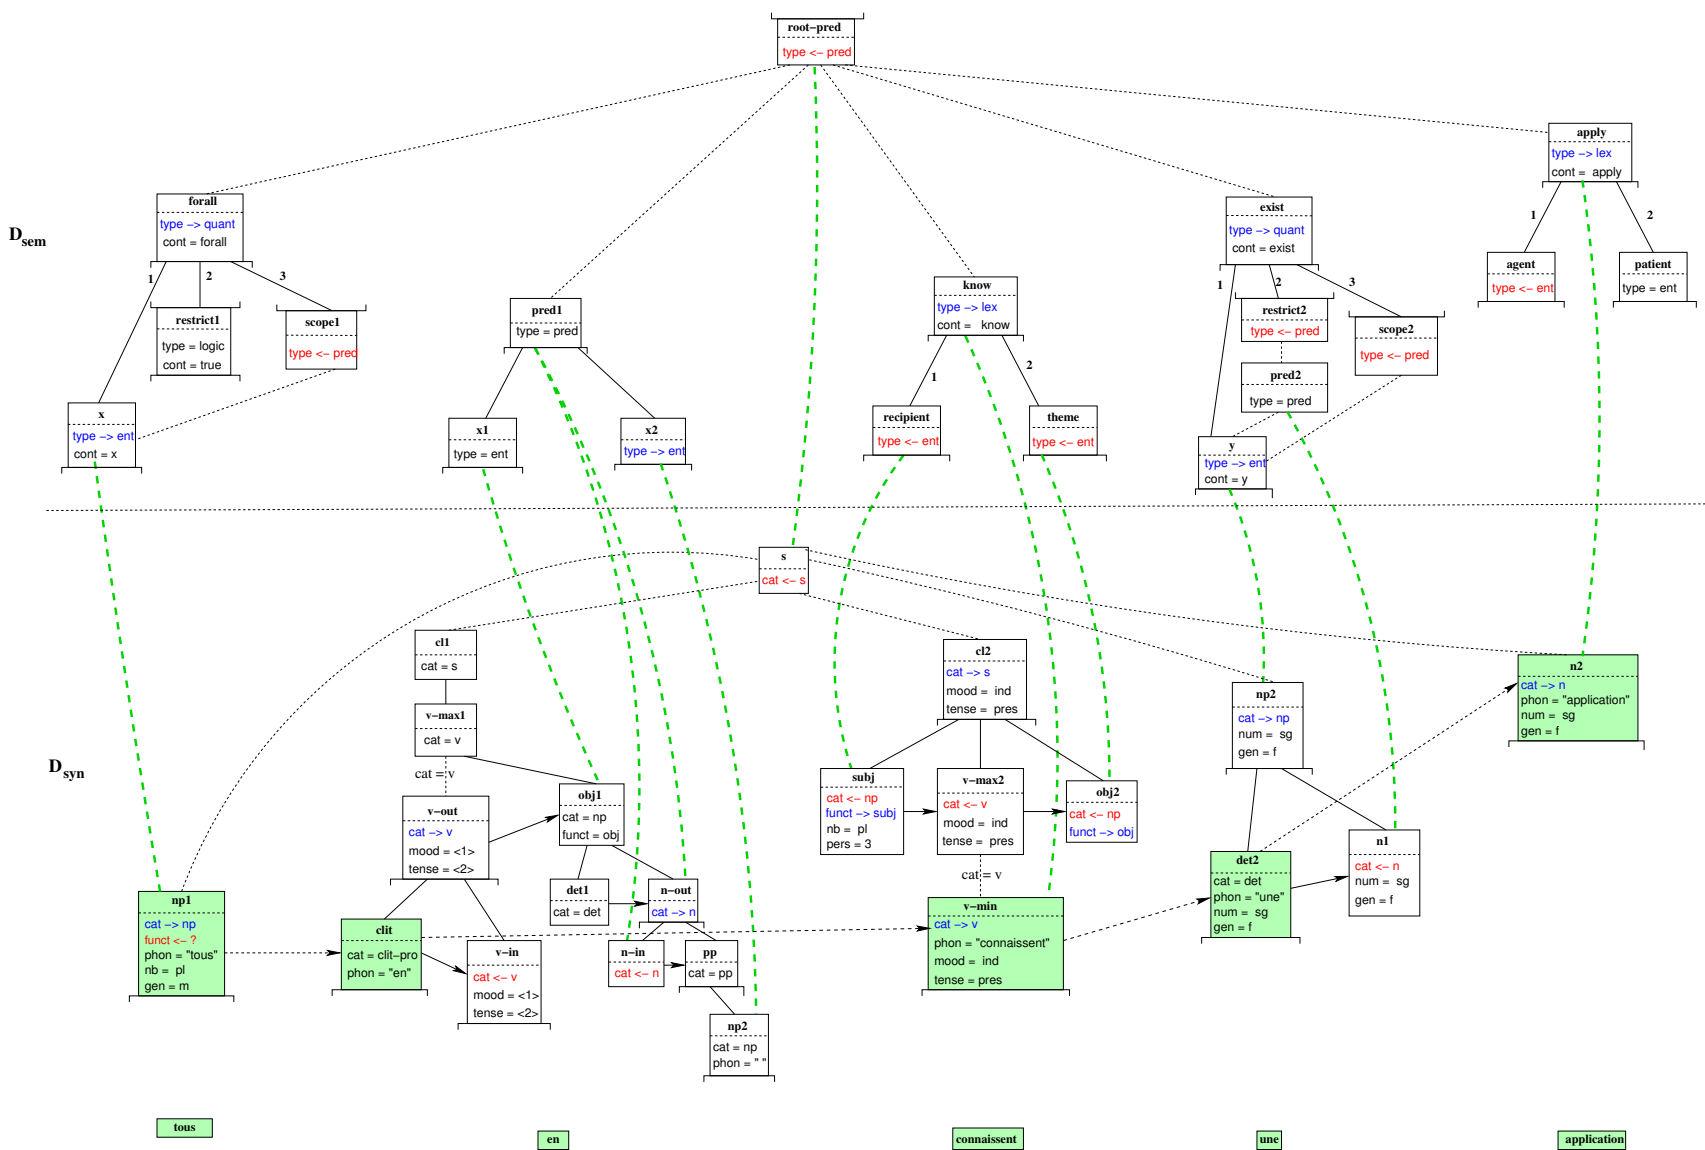 root-pred
type <- pred
apply
type -> lex
cont = apply
1
2
agent
type <- ent
patient
type = ent
D_sem
forall
type -> quant
cont = forall
1
2
3
restrict1
type = logic
cont = true
scope1
type <- pred
x
type -> ent
cont = x
pred1
type = pred
x1
type = ent
x2
type -> ent
know
type -> lex
cont = know
1
2
recipient
type <- ent
theme
type <- ent
exist
type -> quant
cont = exist
1
2
3
restrict2
type <- pred
scope2
type <- pred
pred2
type = pred
y
type -> ent
cont = y
s
cat <- s
D_syn
np1
cat -> np
funct <- ?
phon = "tous"
nb = pl
gen = m
cl1
cat = s
v-max1
cat = v
cat = v
v-out
cat -> v
mood = <1>
tense = <2>
obj1
cat = np
funct = obj
det1
cat = det
n-out
cat -> n
clit
cat = clit-pro
phon = "en"
v-in
cat <- v
mood = <1>
tense = <2>
n-in
cat <- n
pp
cat = pp
np2
cat = np
phon = " "
cl2
cat -> s
mood = ind
tense = pres
subj
cat <- np
funct -> subj
nb = pl
pers = 3
v-max2
cat <- v
mood = ind
tense = pres
obj2
cat <- np
funct -> obj
cat = v
v-min
cat -> v
phon = "connaissent"
mood = ind
tense = pres
np2
cat -> np
num = sg
gen = f
det2
cat = det
phon = "une"
num = sg
gen = f
n1
cat <- n
num = sg
gen = f
n2
cat -> n
phon = "application"
num = sg
gen = f
tous
en
connaissent
une
application